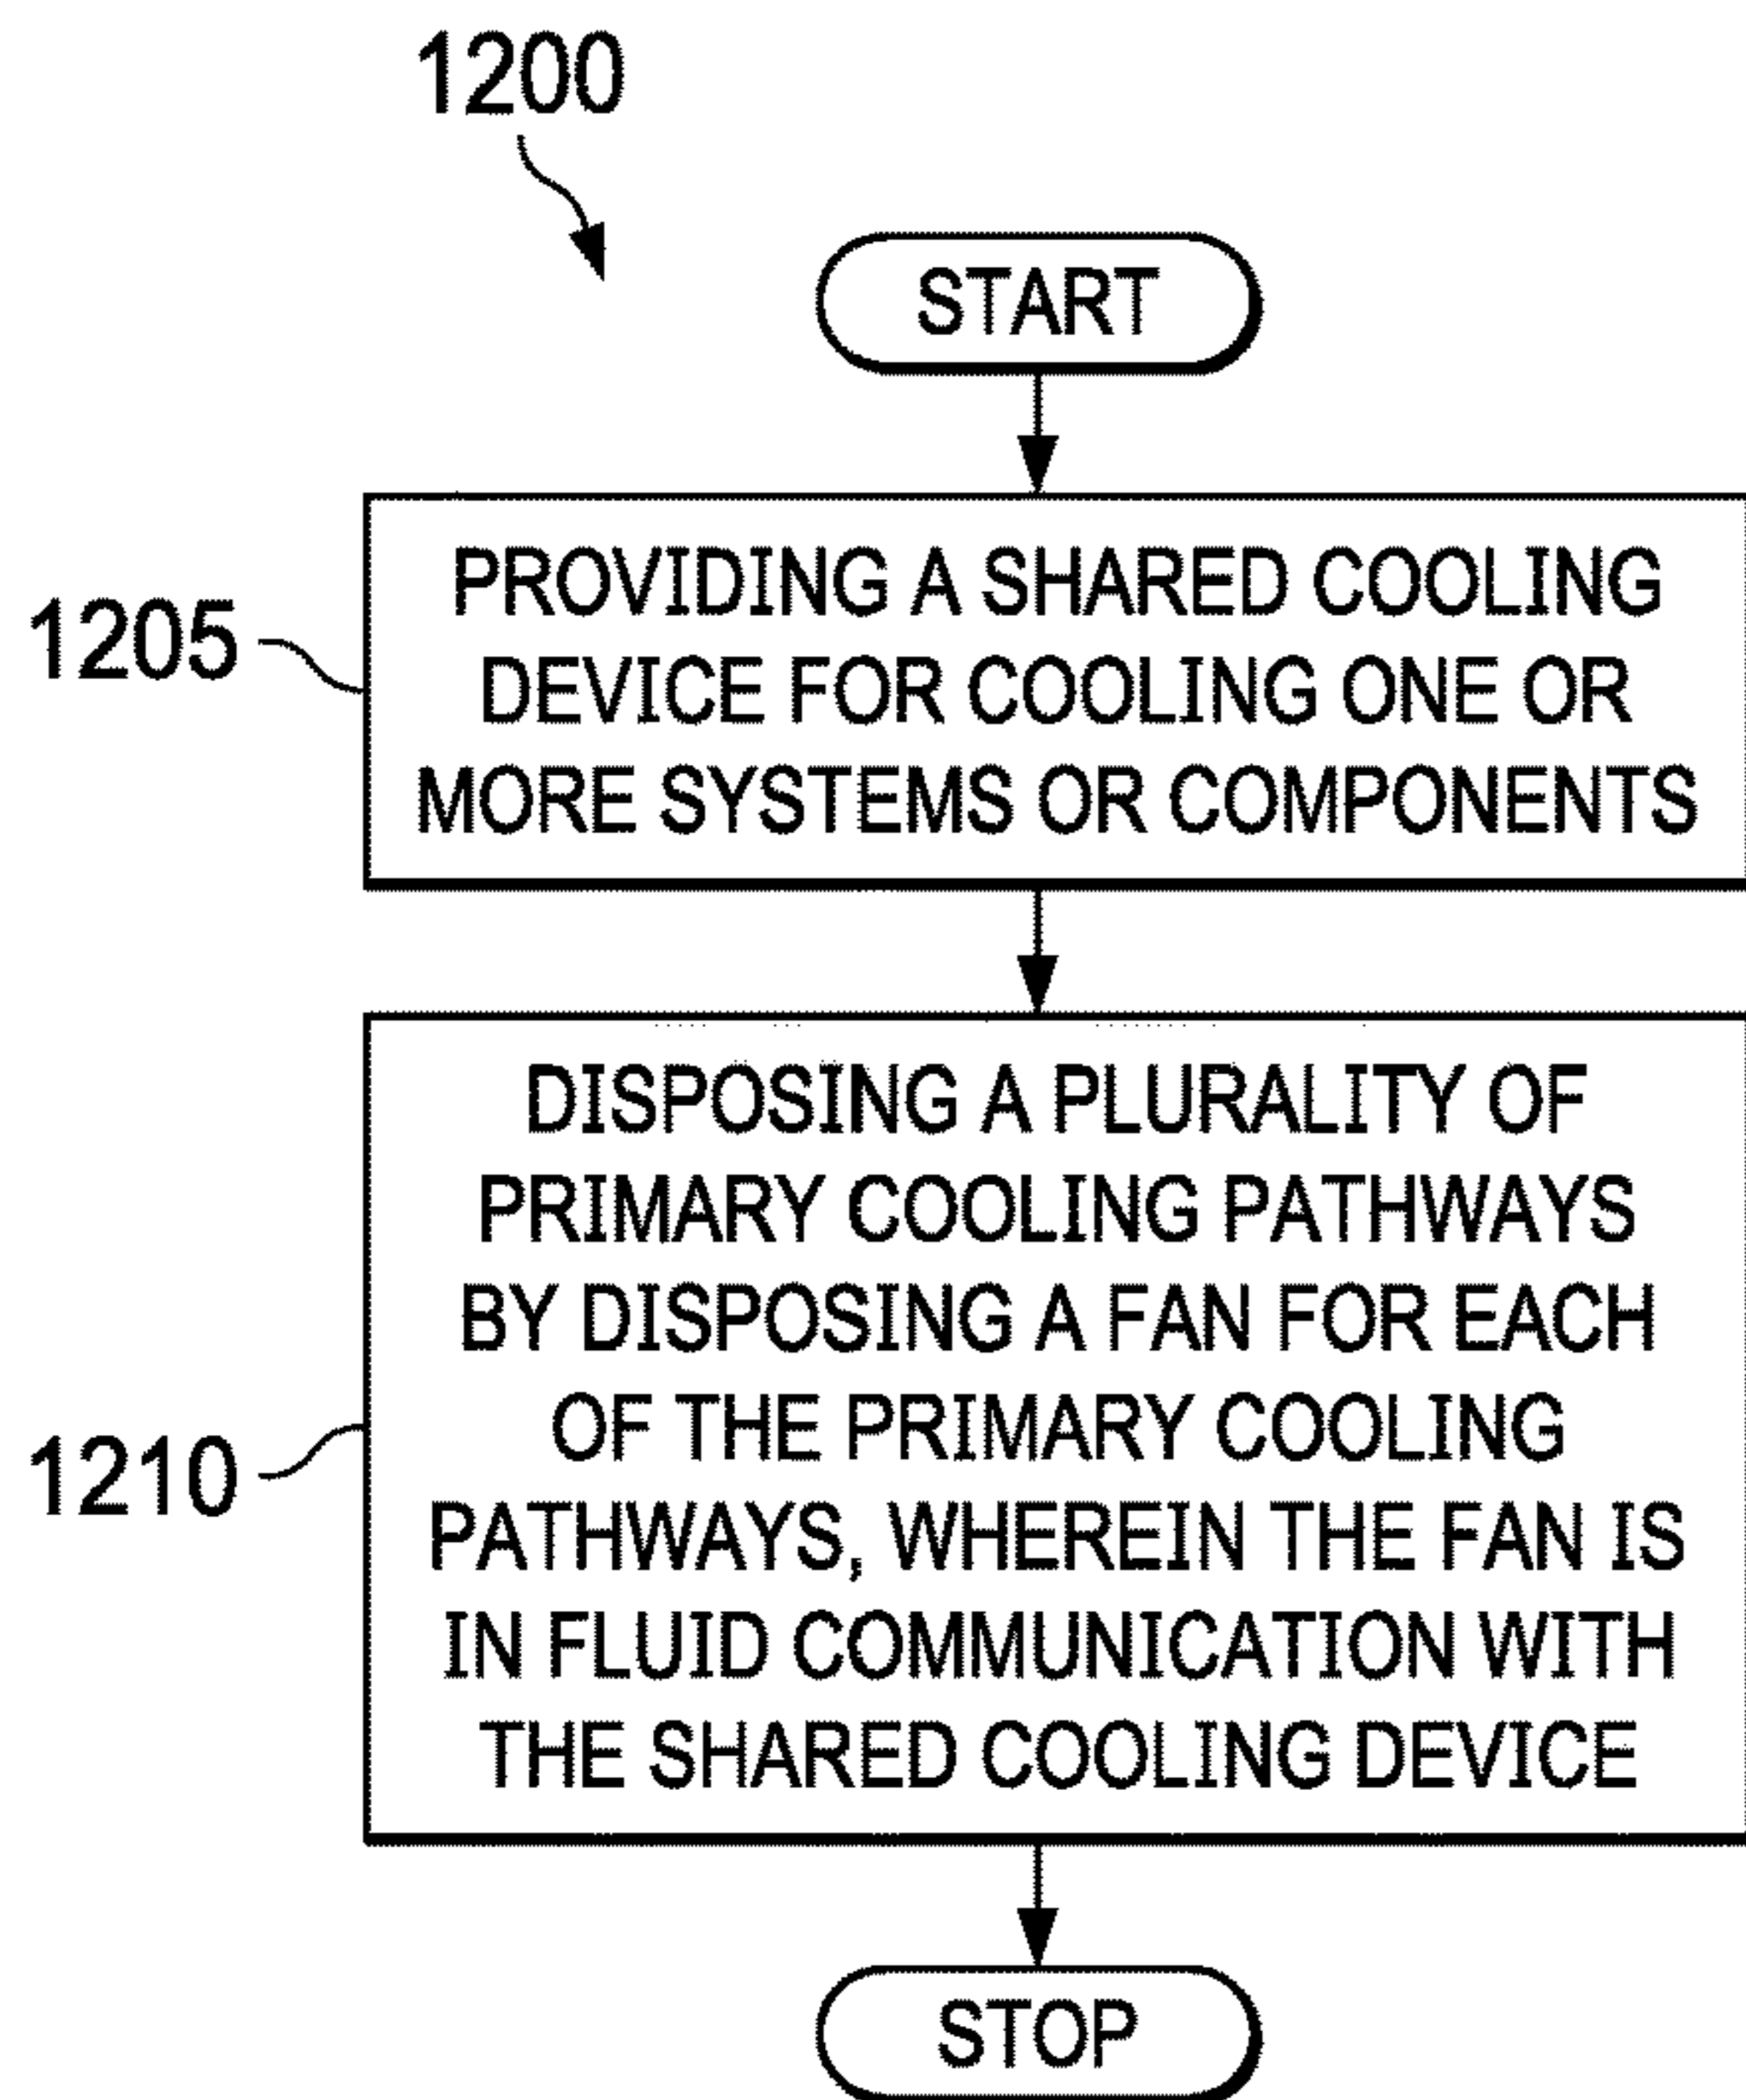 1200
START
1205
PROVIDING A SHARED COOLING
DEVICE FOR COOLING ONE OR
MORE SYSTEMS OR COMPONENTS
1210
DISPOSING A PLURALITY OF
PRIMARY COOLING PATHWAYS
BY DISPOSING A FAN FOR EACH
OF THE PRIMARY COOLING
PATHWAYS, WHEREIN THE FAN IS
IN FLUID COMMUNICATION WITH
THE SHARED COOLING DEVICE
STOP